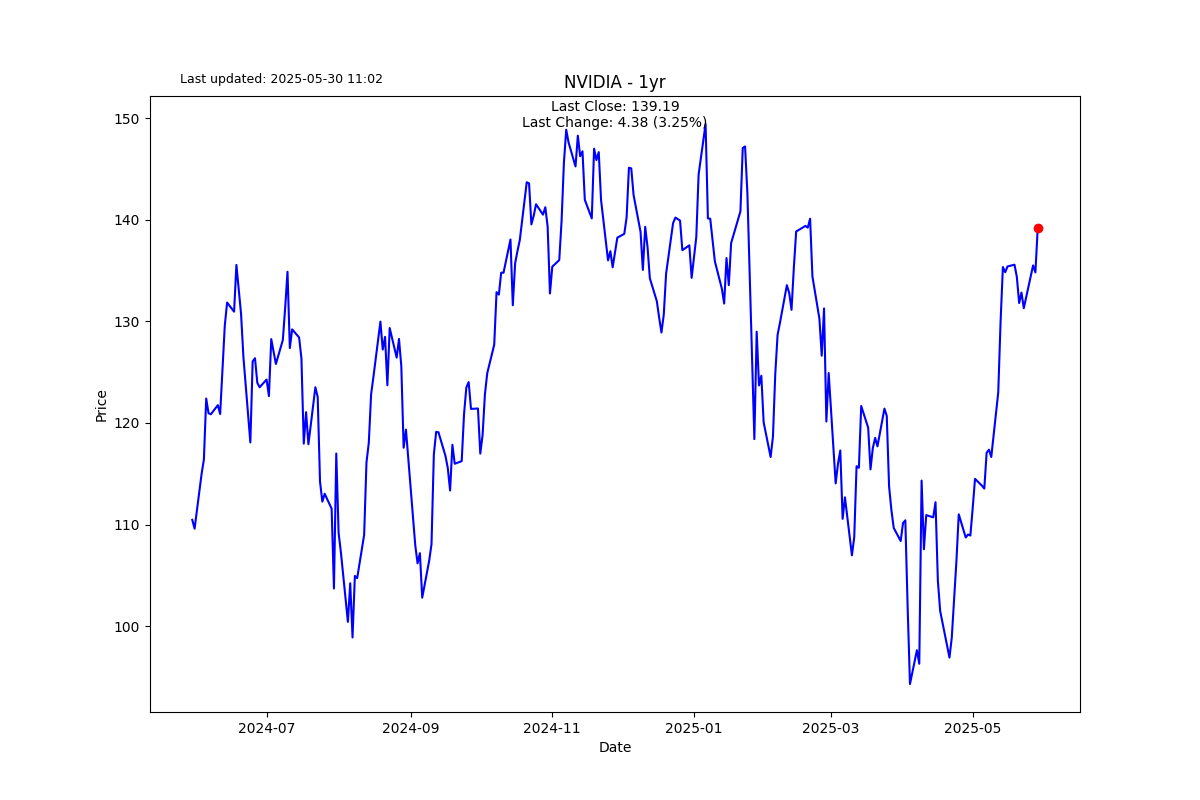 Last updated: 2025-05-30 11:02
NVIDIA - 1yr
Last Close: 139.19
Last Change: 4.38 (3.25%)
150
140
130
120
110
100
Price
2024-07
2024-09
2024-11
2025-01
2025-03
2025-05
Date